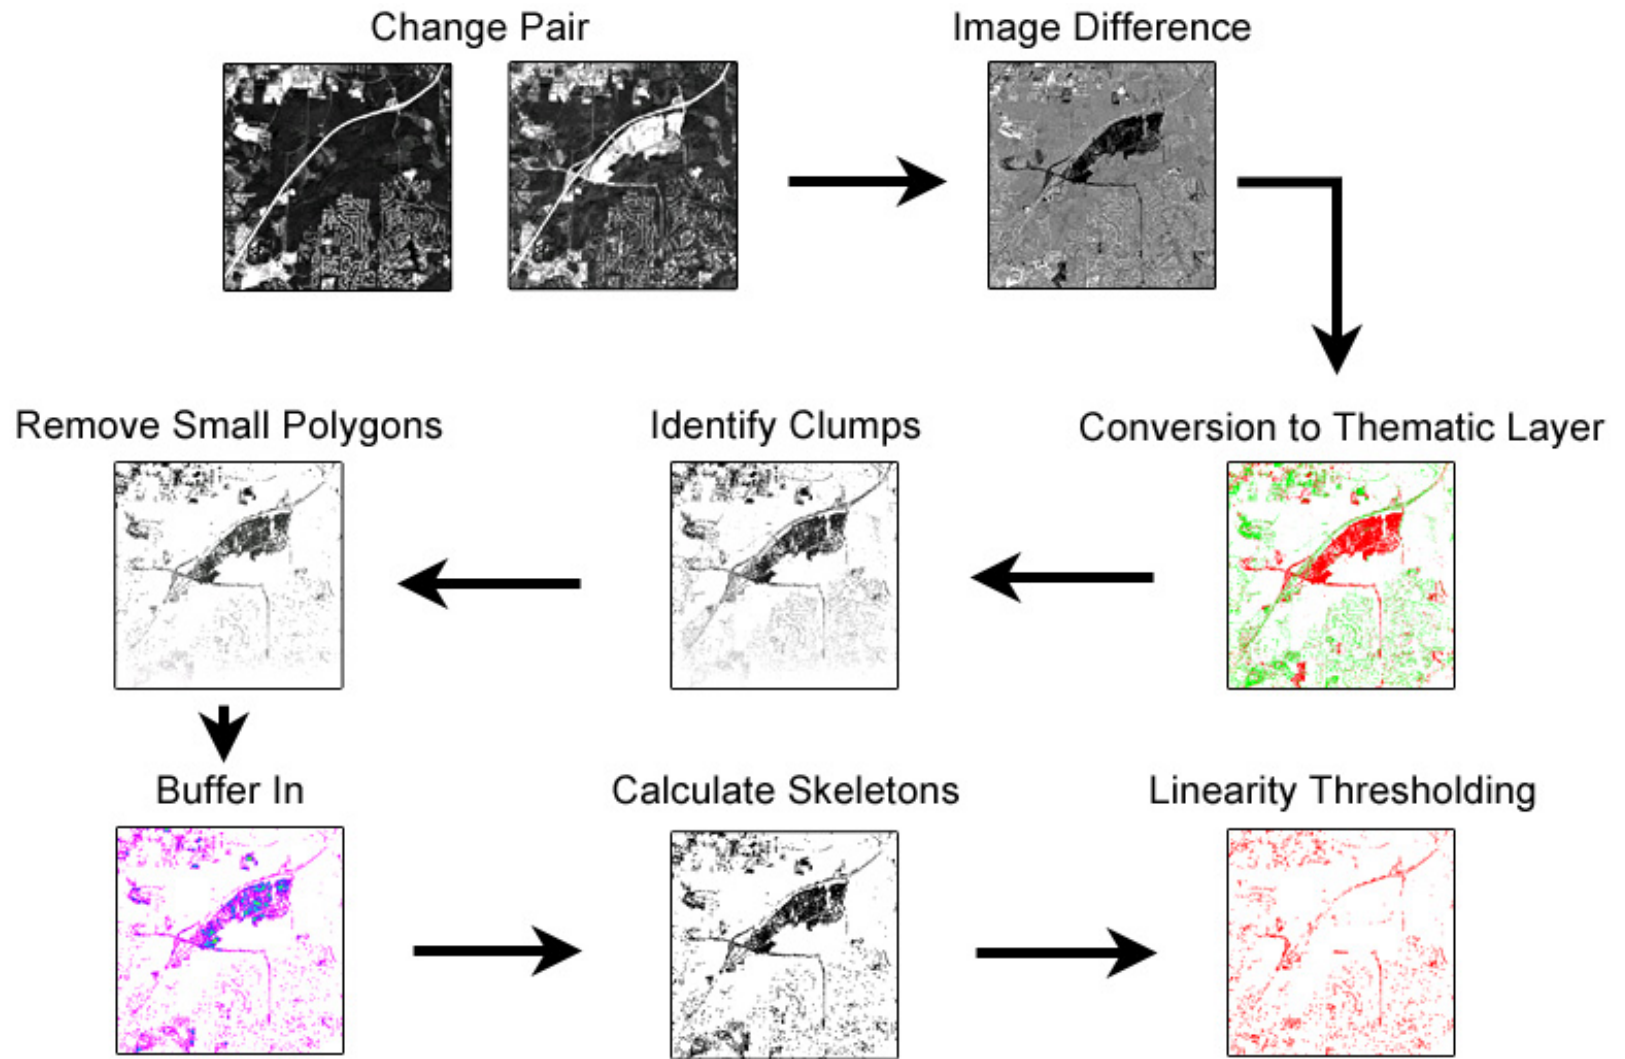 Change Pair
Image Difference
Remove Small Polygons
Identify Clumps
Conversion to Thematic Layer
Buffer In
Calculate Skeletons
Linearity Thresholding